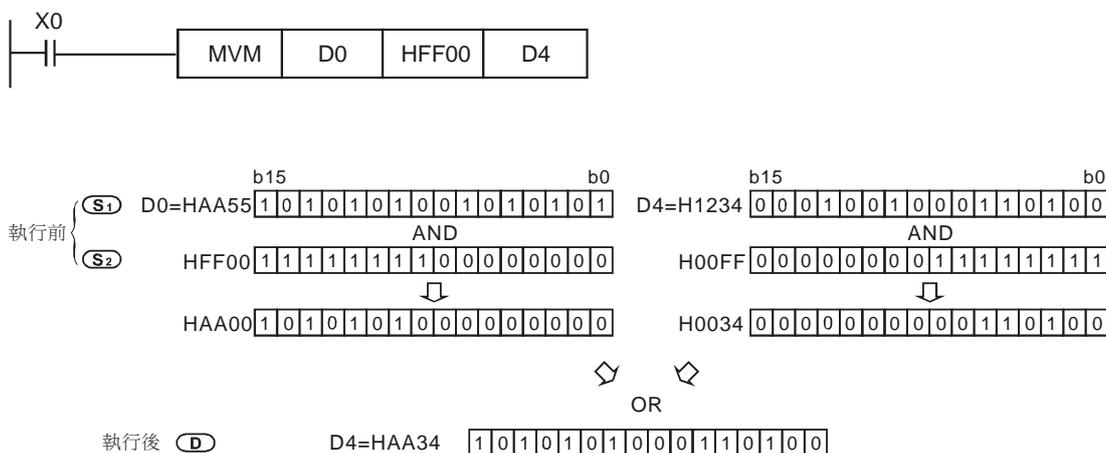 X0
MVM D0 HFF00 D4
b15 b0 b15 b0
S1 D0=HAA55 1 0 1 0 1 0 1 0 0 1 0 1 0 1 0 1 D4=H1234 0 0 0 1 0 0 1 0 0 0 1 1 0 1 0 0
執行前 AND AND
S2 HFF00 1 1 1 1 1 1 1 1 0 0 0 0 0 0 0 0 H00FF 0 0 0 0 0 0 0 0 1 1 1 1 1 1 1 1
HAA00 1 0 1 0 1 0 1 0 0 0 0 0 0 0 0 0 H0034 0 0 0 0 0 0 0 0 0 0 1 1 0 1 0 0
OR
執行後 D D4=HAA34 1 0 1 0 1 0 1 0 0 0 1 1 0 1 0 0